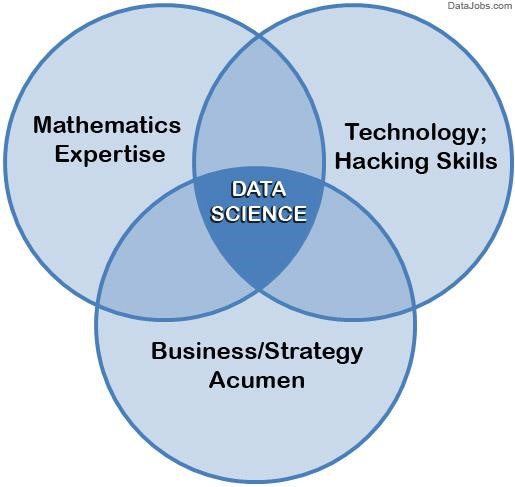 DataJobs.com
Mathematics
Expertise
Technology;
Hacking Skills
DATA
SCIENCE
Business/Strategy
Acumen